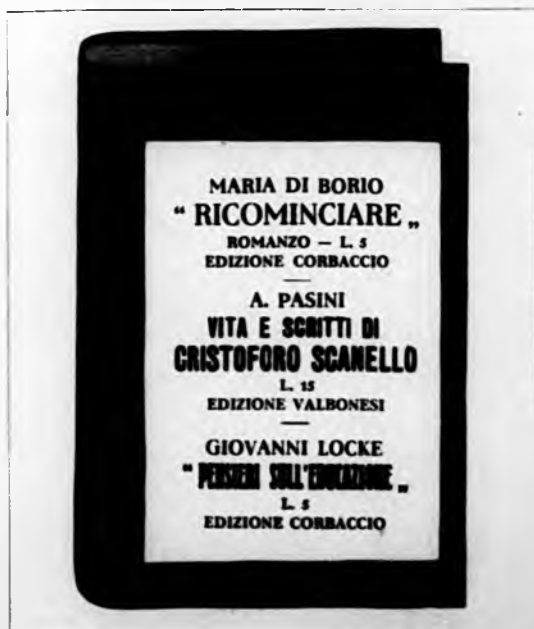 MARIA DI BORIO
“ RICOMINCIARE „
ROMANZO — L. 5
EDIZIONE CORBACCIO
A. PASINI
VITA E SCRITTI DI
CRISTOFORO SCANELLO
L. 15
EDIZIONE VALBONESI
GIOVANNI LOCKE
“ PENSIERI SULL'EDUCAZIONE „
L. 5
EDIZIONE CORBACCIO